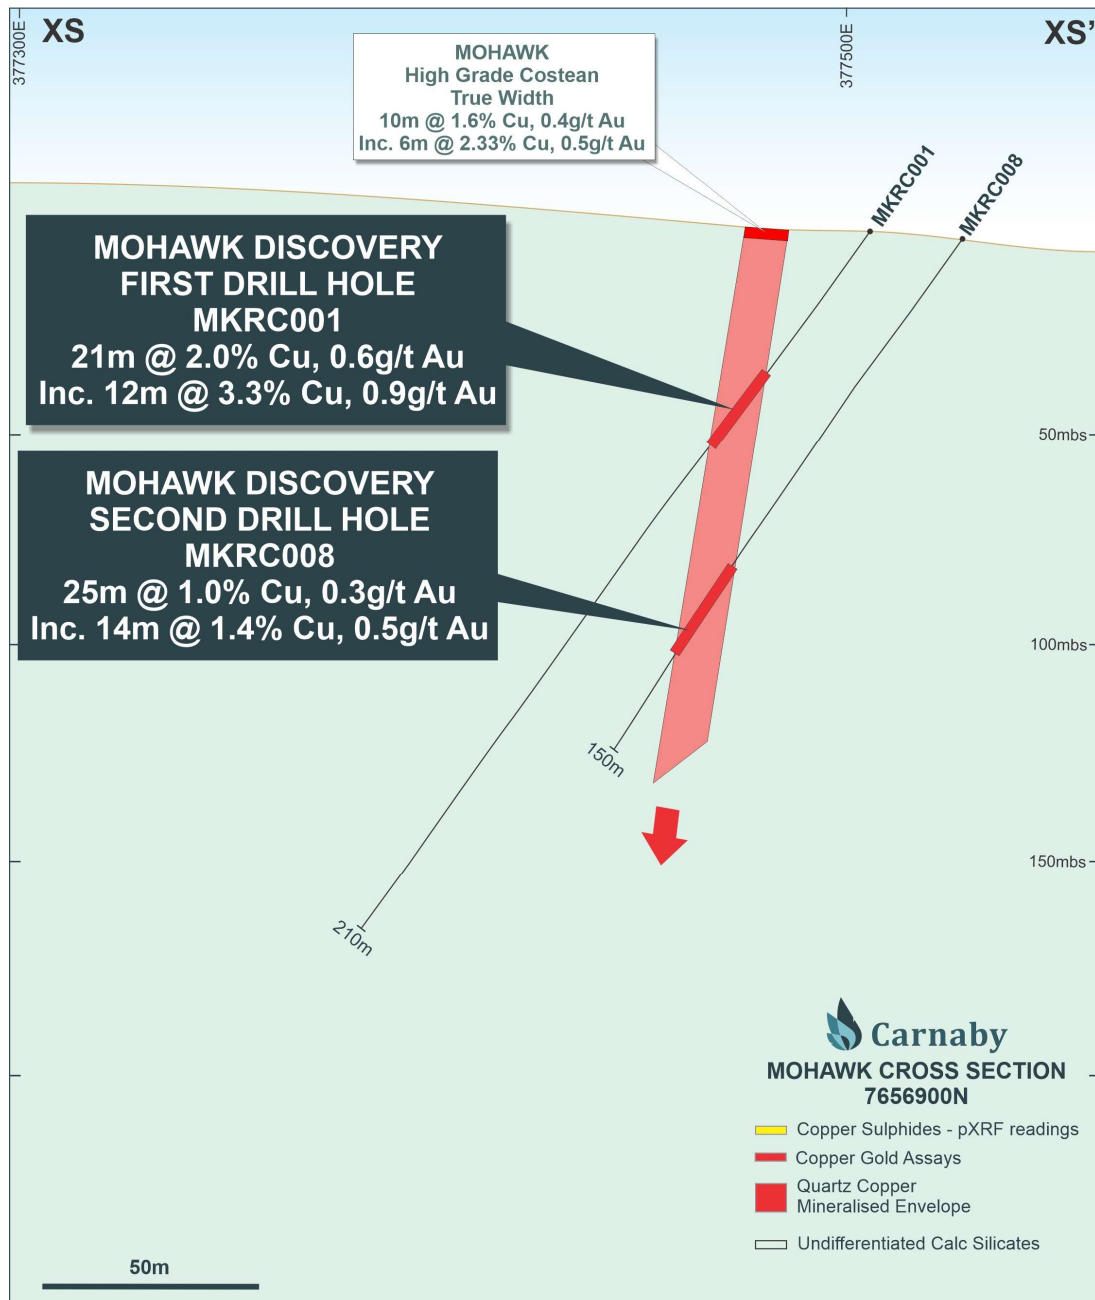 377300E
XS
MOHAWK
High Grade Costean
True Width
10m @ 1.6% Cu, 0.4g/t Au
Inc. 6m @ 2.33% Cu, 0.5g/t Au
377500E
XS'
MKRC001
MKRC008
MOHAWK DISCOVERY
FIRST DRILL HOLE
MKRC001
21m @ 2.0% Cu, 0.6g/t Au
Inc. 12m @ 3.3% Cu, 0.9g/t Au
50mbs
MOHAWK DISCOVERY
SECOND DRILL HOLE
MKRC008
25m @ 1.0% Cu, 0.3g/t Au
Inc. 14m @ 1.4% Cu, 0.5g/t Au
100mbs
150m
150mbs
210m
Carnaby
MOHAWK CROSS SECTION
7656900N
Copper Sulphides - pXRF readings
Copper Gold Assays
Quartz Copper
Mineralised Envelope
Undifferentiated Calc Silicates
50m